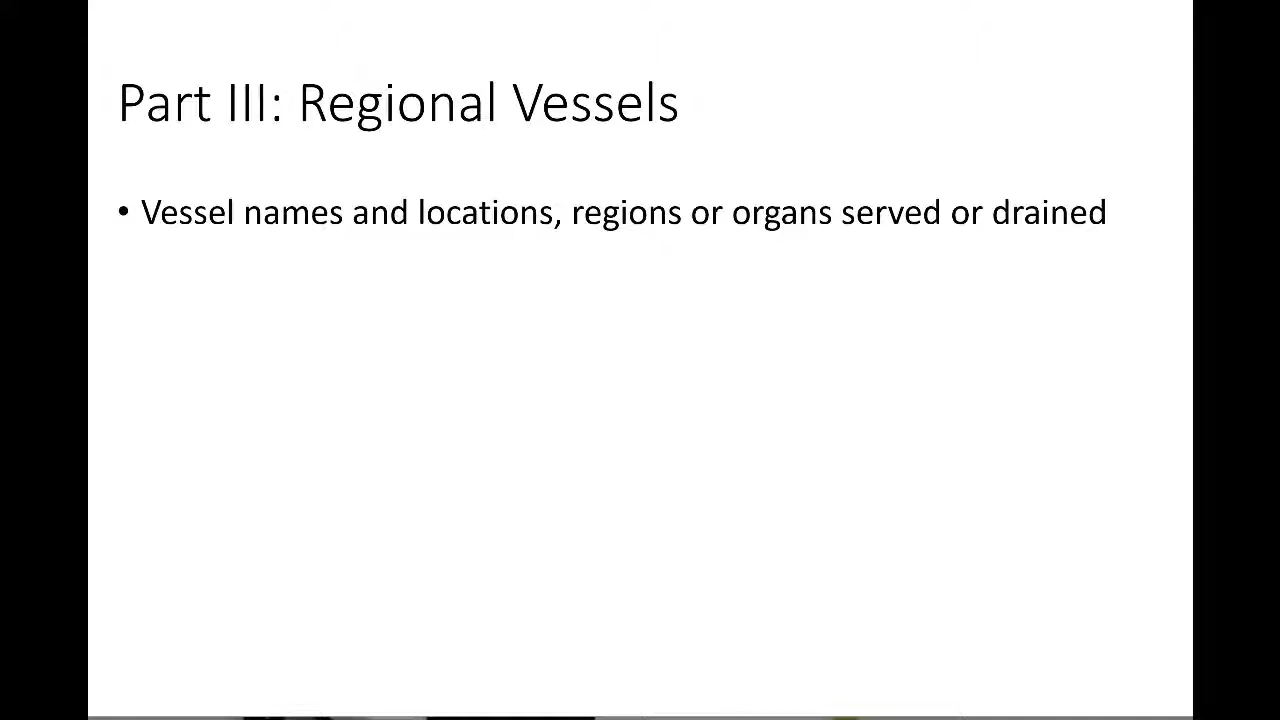 Part III: Regional Vessels
• Vessel names and locations, regions or organs served or drained